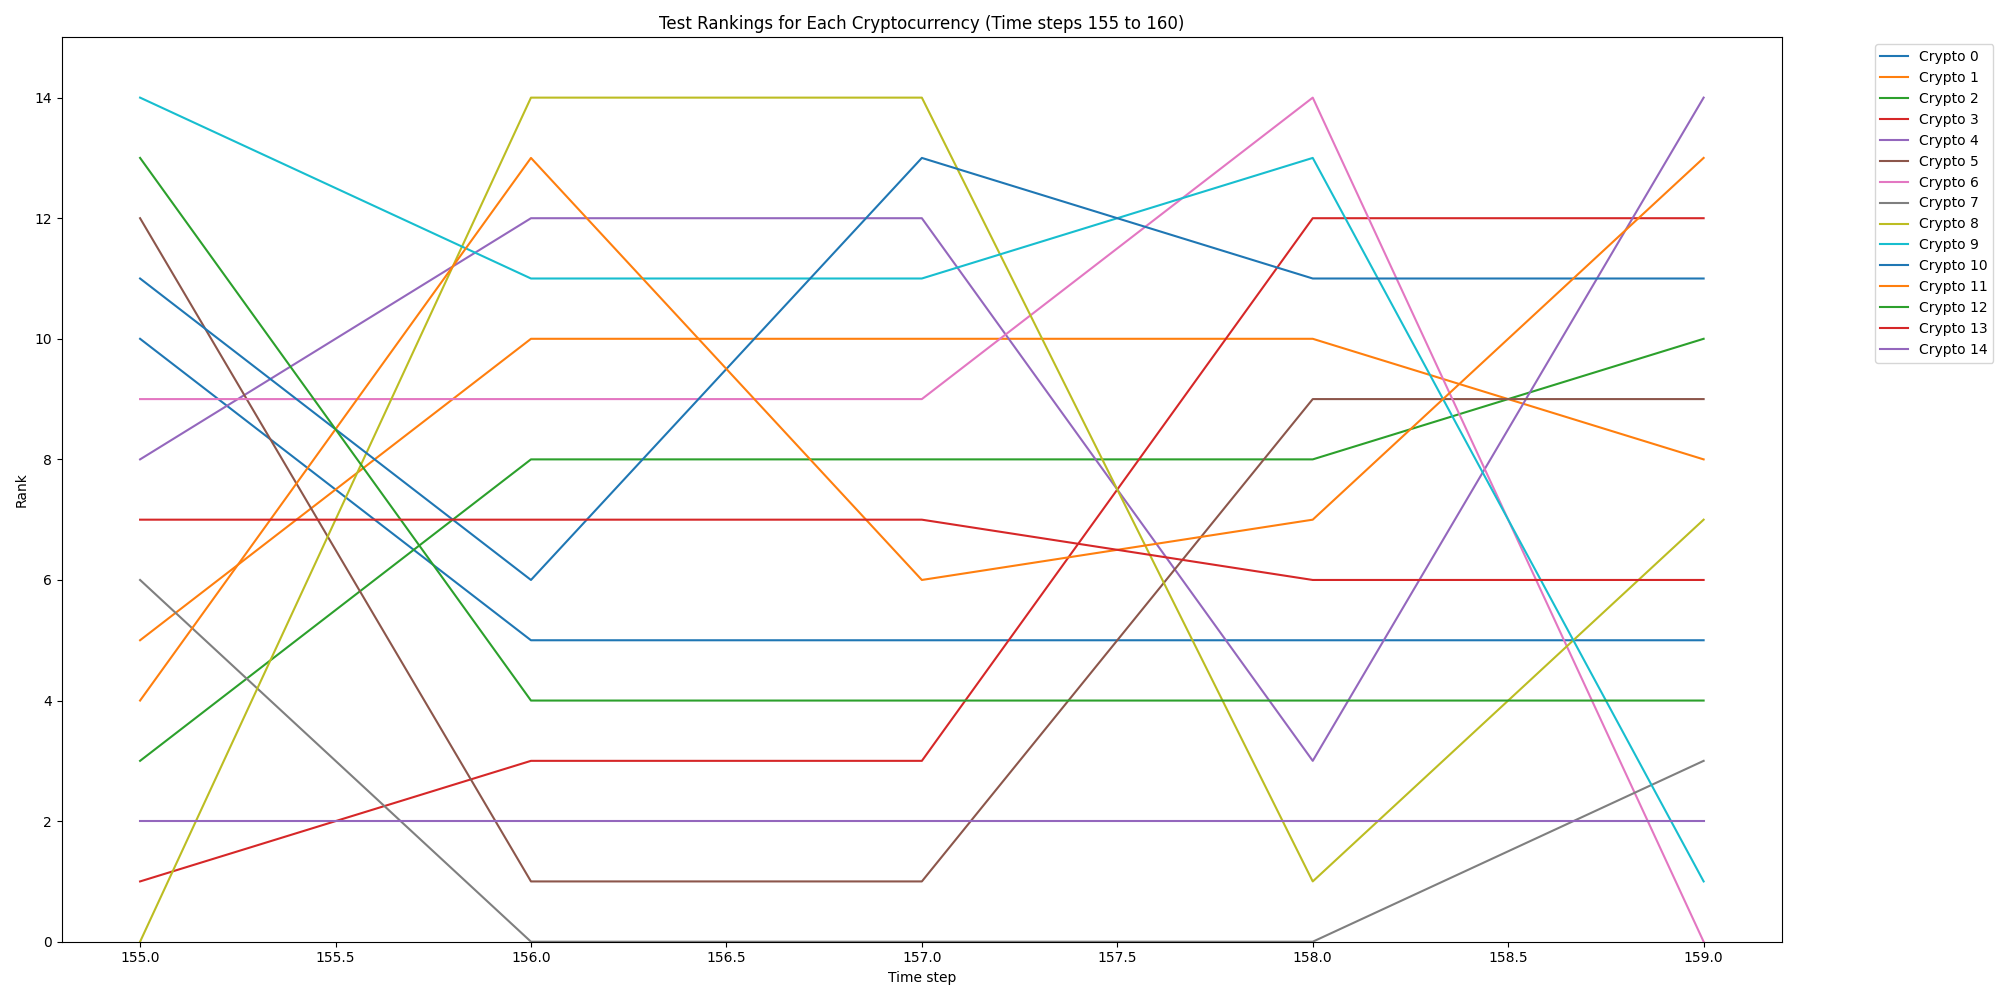 Test Rankings for Each Cryptocurrency (Time steps 155 to 160)
Rank
14
12
10
8
6
4
2
0
155.0 155.5 156.0 156.5 157.0 157.5 158.0 158.5 159.0
Time step
Crypto 0
Crypto 1
Crypto 2
Crypto 3
Crypto 4
Crypto 5
Crypto 6
Crypto 7
Crypto 8
Crypto 9
Crypto 10
Crypto 11
Crypto 12
Crypto 13
Crypto 14